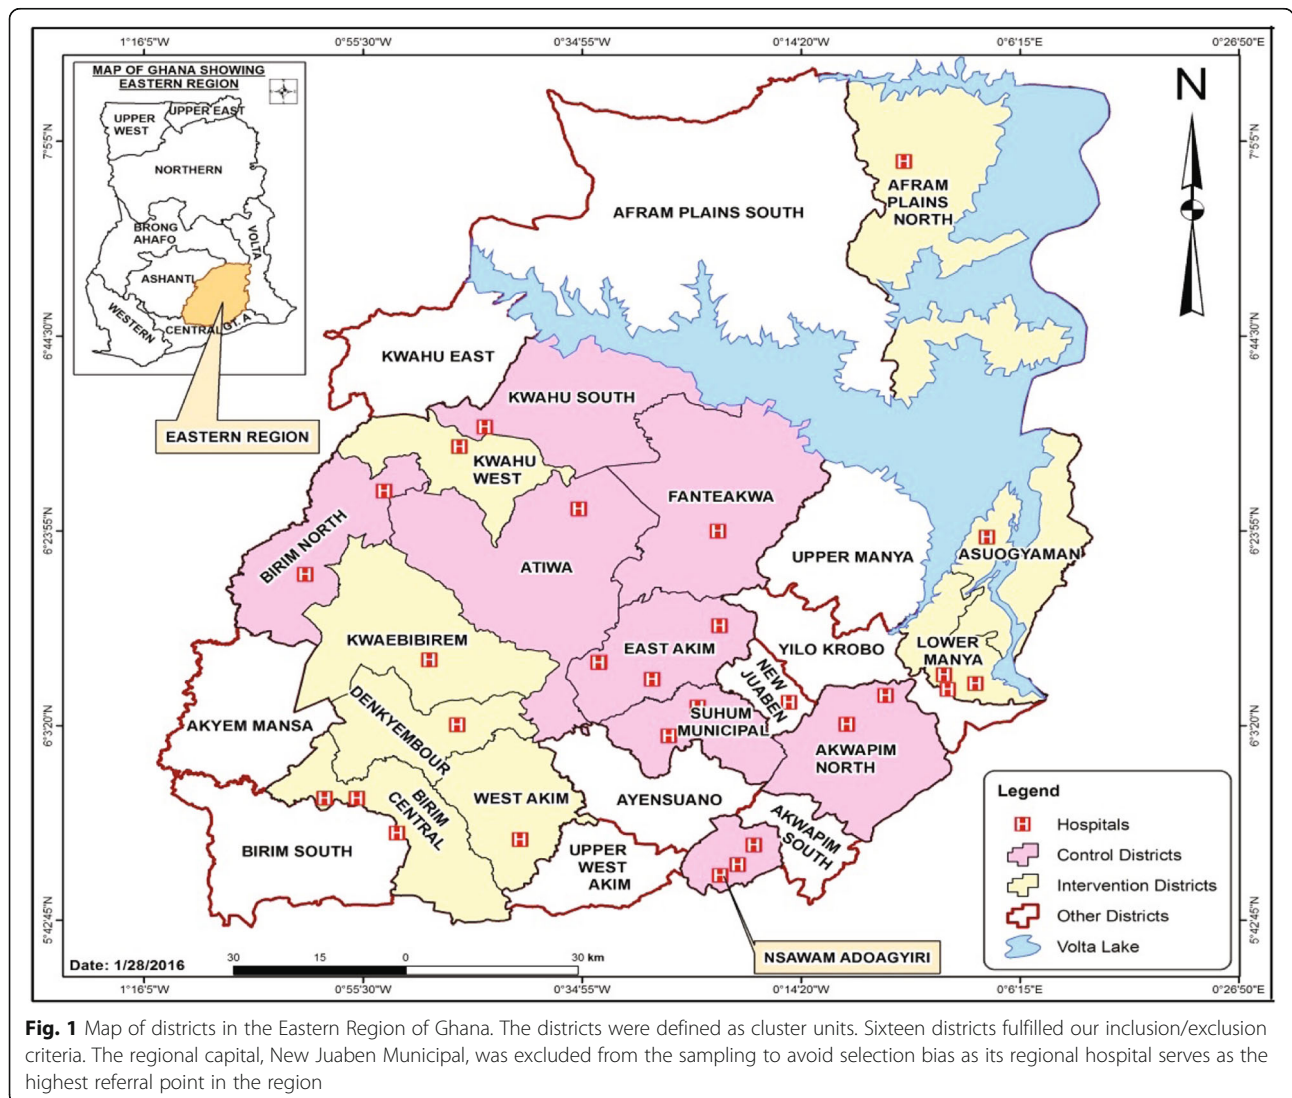 1°16'5"W 0°55'30"W 0°34'55"W 0°14'20"W 0°6'15"E 0°26'50"E
MAP OF GHANA SHOWING
EASTERN REGION
UPPER
WEST
UPPER EAST
NORTHERN
BRONG
AHAFO
VOLTA
ASHANTI
WESTERN
CENTRAL
GT. A
EASTERN REGION
N
7°5'5"N
6°44'30"N
6°23'55"N
6°3'20"N
5°42'45"N
7°5'5"N
6°44'30"N
6°23'55"N
6°3'20"N
5°42'45"N
H
AFRAM
PLAINS
NORTH
AFRAM PLAINS SOUTH
KWAHU EAST
KWAHU SOUTH
H
H
KWAHU
WEST
H
BIRIM NORTH
H
H
ATIWA
FANTEAKWA
H
UPPER MANYA
H
ASUOGYAMAN
KWAEBIBIREM
H
H
EAST AKIM
H
H
YILO KROBO
LOWER
MANYA
H
H
H
NEW
JUABEN
H
AKYEM MANSA
DENKYEMBOUR
H
H
SUHUM
MUNICIPAL
H
H
H
AKWAPIM
NORTH
H
H
BIRIM
CENTRAL
H
WEST AKIM
H
AYENSUANO
AKWAPIM
SOUTH
BIRIM SOUTH
UPPER
WEST
AKIM
H
H
H
NSAWAM ADOAGYIRI
Legend
H Hospitals
Control Districts
Intervention Districts
Other Districts
Volta Lake
Date: 1/28/2016
30 15 0 30 km
1°16'5"W 0°55'30"W 0°34'55"W 0°14'20"W 0°6'15"E 0°26'50"E
Fig. 1 Map of districts in the Eastern Region of Ghana. The districts were defined as cluster units. Sixteen districts fulfilled our inclusion/exclusion
criteria. The regional capital, New Juaben Municipal, was excluded from the sampling to avoid selection bias as its regional hospital serves as the
highest referral point in the region